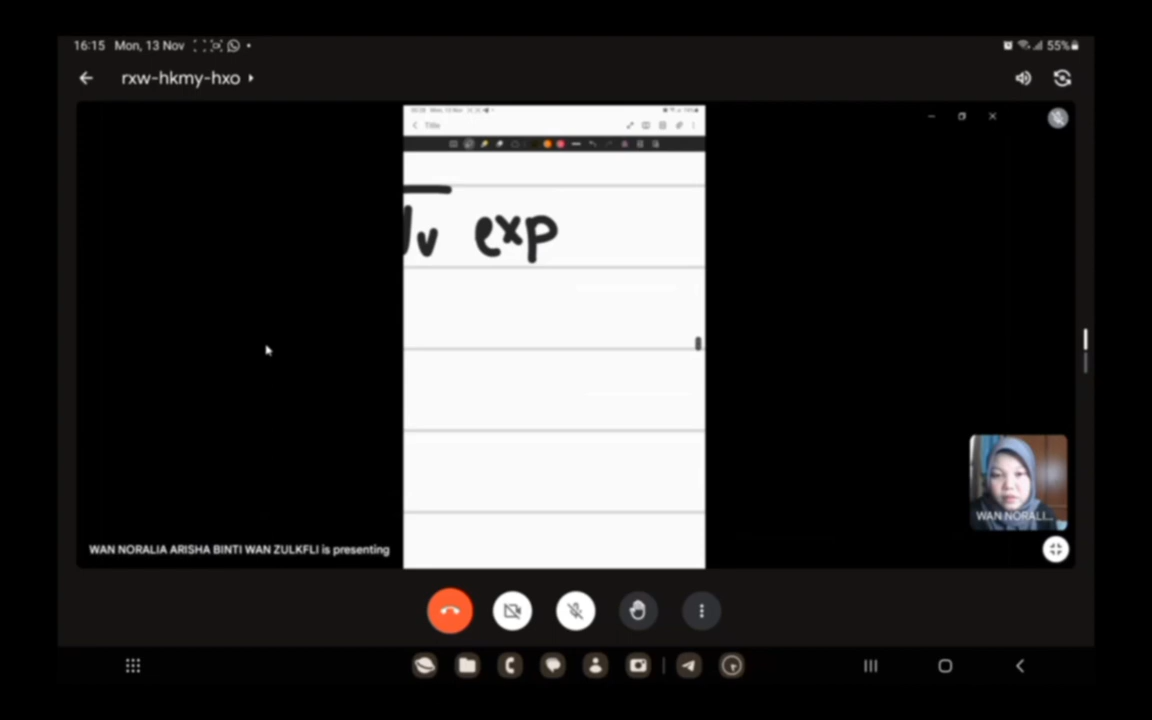 16:15 Mon, 13 Nov
55%
rxw-hkmy-hxo
Title
v exp
WAN NORALI...
WAN NORALIA ARISHA BINTI WAN ZULKFLI is presenting